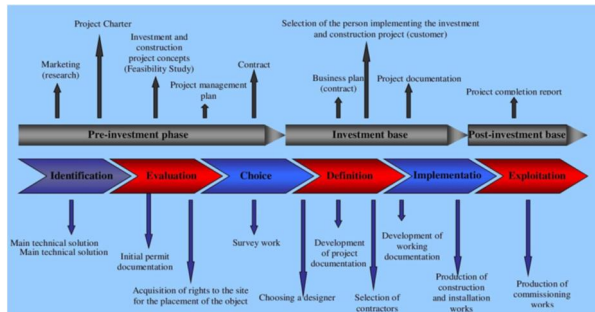 Project Charter
Marketing
(research)
Investment and
construction
project concepts
(Feasibility Study)
Project management
plan
Contract
Selection of the person implementing the investment
and construction project (customer)
Business plan
(contract)
Project documentation
Project completion report
Pre-investment phase
Investment base
Post-investment base
Identification
Evaluation
Choice
Definition
Implementatio
Exploitation
Main technical solution
Main technical solution
Initial permit
documentation
Acquisition of rights to the site
for the placement of the object
Survey work
Choosing a designer
Development
of project
documentation
Selection of
contractors
Development of
working
documentation
Production of
construction
and installation
works
Production of
commissioning
works